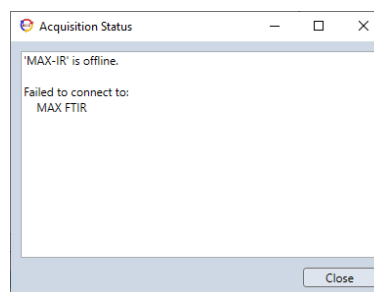 Acquisition Status
'MAX-IR' is offline.
Failed to connect to:
MAX FTIR
Close